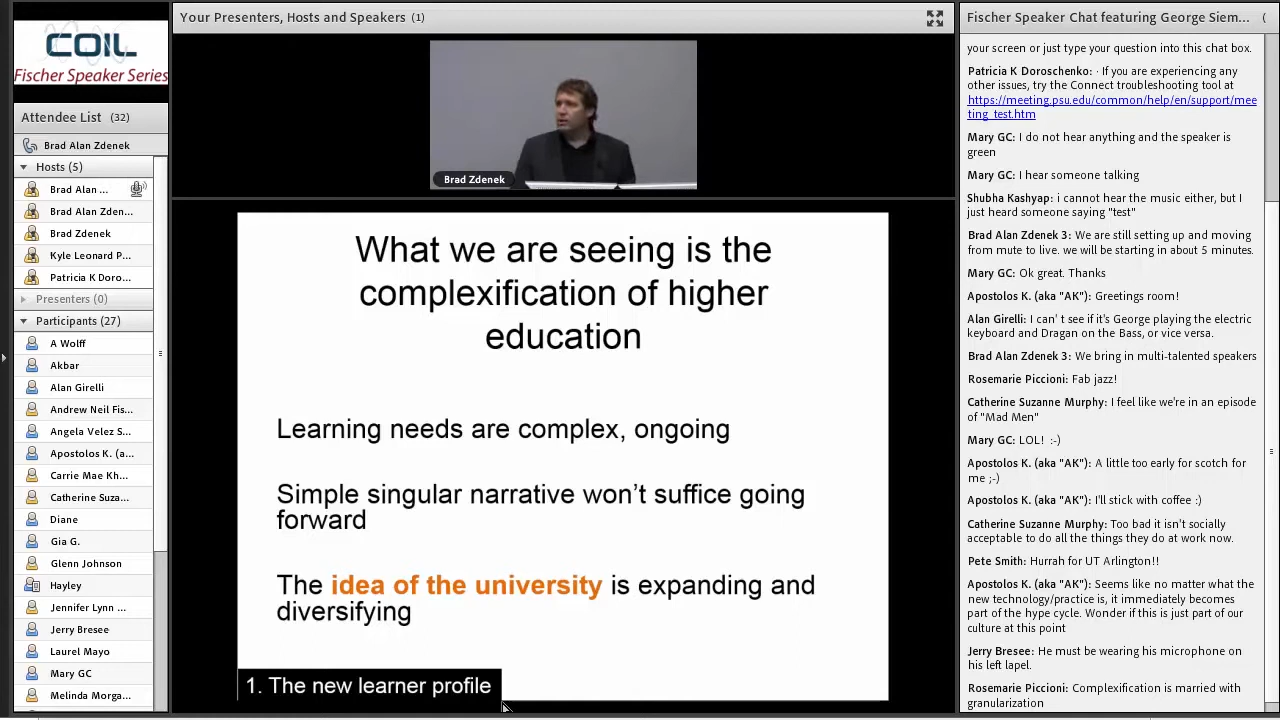 COIL
Fischer Speaker Series
Attendee List (32)
Brad Alan Zdenek
Hosts (5)
Brad Alan ...
Brad Alan Zden...
Brad Zdenek
Kyle Leonard P...
Patricia K Doro...
Presenters (0)
Participants (27)
A Wolff
Akbar
Alan Girelli
Andrew Neil Fis...
Angela Velez S...
Apostolos K. (a...
Carrie Mae Kh...
Catherine Suza...
Diane
Gia G.
Glenn Johnson
Hayley
Jennifer Lynn ...
Jerry Bresee
Laurel Mayo
Mary GC
Melinda Morga...
Your Presenters, Hosts and Speakers (1)
Brad Zdenek
What we are seeing is the
complexification of higher
education
Learning needs are complex, ongoing
Simple singular narrative won't suffice going
forward
The idea of the university is expanding and
diversifying
1. The new learner profile
Fischer Speaker Chat featuring George Siem... (
your screen or just type your question into this chat box.
Patricia K Doroschenko: · If you are experiencing any
other issues, try the Connect troubleshooting tool at
https://meeting.psu.edu/common/help/en/support/mee
ting_test.htm
Mary GC: I do not hear anything and the speaker is
green
Mary GC: I hear someone talking
Shubha Kashyap: i cannot hear the music either, but I
just heard someone saying "test"
Brad Alan Zdenek 3: We are still setting up and moving
from mute to live. we will be starting in about 5 minutes.
Mary GC: Ok great. Thanks
Apostolos K. (aka "AK"): Greetings room!
Alan Girelli: I can' t see if it's George playing the electric
keyboard and Dragan on the Bass, or vice versa.
Brad Alan Zdenek 3: We bring in multi-talented speakers
Rosemarie Piccioni: Fab jazz!
Catherine Suzanne Murphy: I feel like we're in an episode
of "Mad Men"
Mary GC: LOL! :-)
Apostolos K. (aka "AK"): A little too early for scotch for
me ;-)
Apostolos K. (aka "AK"): I'll stick with coffee :)
Catherine Suzanne Murphy: Too bad it isn't socially
acceptable to do all the things they do at work now.
Pete Smith: Hurrah for UT Arlington!!
Apostolos K. (aka "AK"): Seems like no matter what the
new technology/practice is, it immediately becomes
part of the hype cycle. Wonder if this is just part of our
culture at this point
Jerry Bresee: He must be wearing his microphone on
his left lapel.
Rosemarie Piccioni: Complexification is married with
granularization